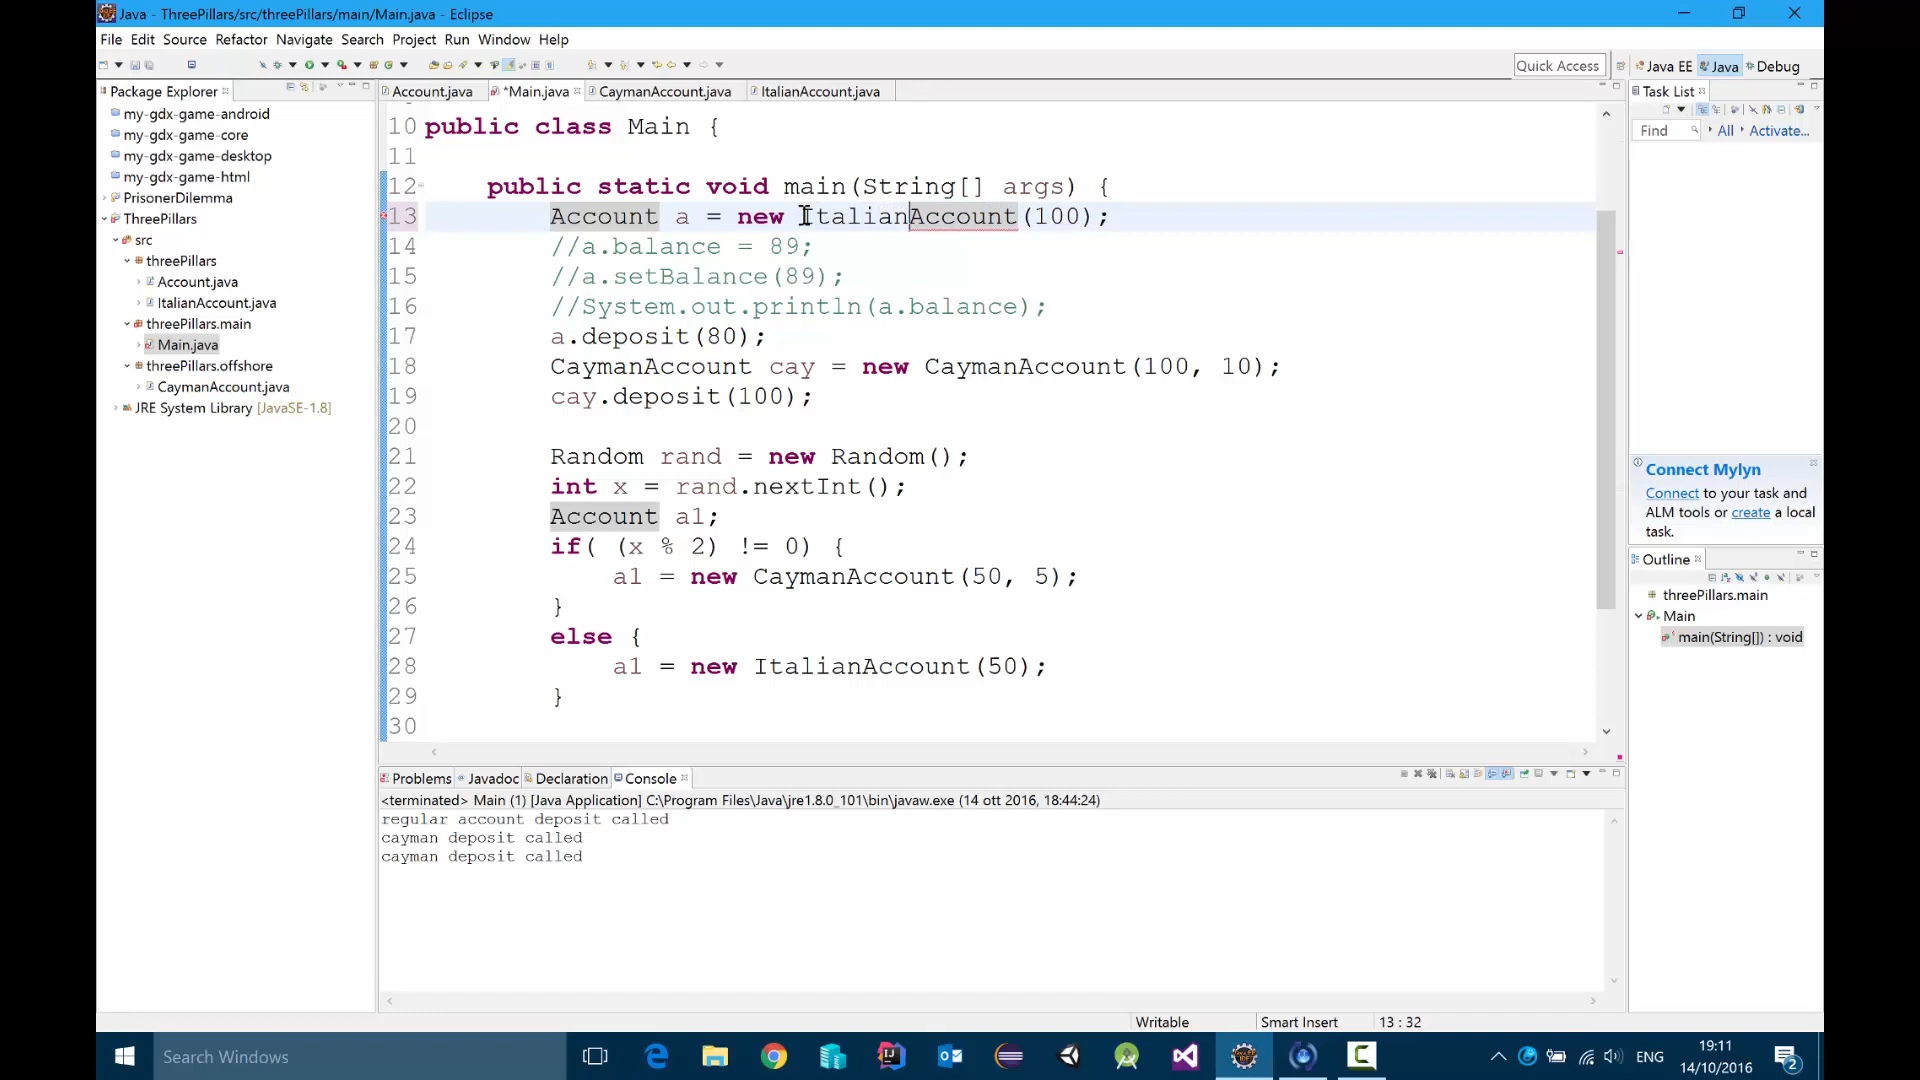 Java - ThreePillars/src/threePillars/main/Main.java - Eclipse
File Edit Source Refactor Navigate Search Project Run Window Help
Quick Access Java EE Java Debug
Package Explorer
my-gdx-game-android
my-gdx-game-core
my-gdx-game-desktop
my-gdx-game-html
PrisonerDilemma
ThreePillars
src
threePillars
Account.java
ItalianAccount.java
threePillars.main
Main.java
threePillars.offshore
CaymanAccount.java
JRE System Library [JavaSE-1.8]
Account.java *Main.java CaymanAccount.java ItalianAccount.java
10 public class Main {
11
12 public static void main(String[] args) {
13 Account a = new ItalianAccount(100);
14 //a.balance = 89;
15 //a.setBalance(89);
16 //System.out.println(a.balance);
17 a.deposit(80);
18 CaymanAccount cay = new CaymanAccount(100, 10);
19 cay.deposit(100);
20
21 Random rand = new Random();
22 int x = rand.nextInt();
23 Account a1;
24 if( (x % 2) != 0) {
25 a1 = new CaymanAccount(50, 5);
26 }
27 else {
28 a1 = new ItalianAccount(50);
29 }
30
Task List
Find All Activate...
Connect Mylyn
Connect to your task and
ALM tools or create a local
task.
Outline
threePillars.main
Main
main(String[]) : void
Problems Javadoc Declaration Console
<terminated> Main (1) [Java Application] C:\Program Files\Java\jre1.8.0_101\bin\javaw.exe (14 ott 2016, 18:44:24)
regular account deposit called
cayman deposit called
cayman deposit called
Writable Smart Insert 13 : 32
Search Windows
ENG
19:11
14/10/2016
2